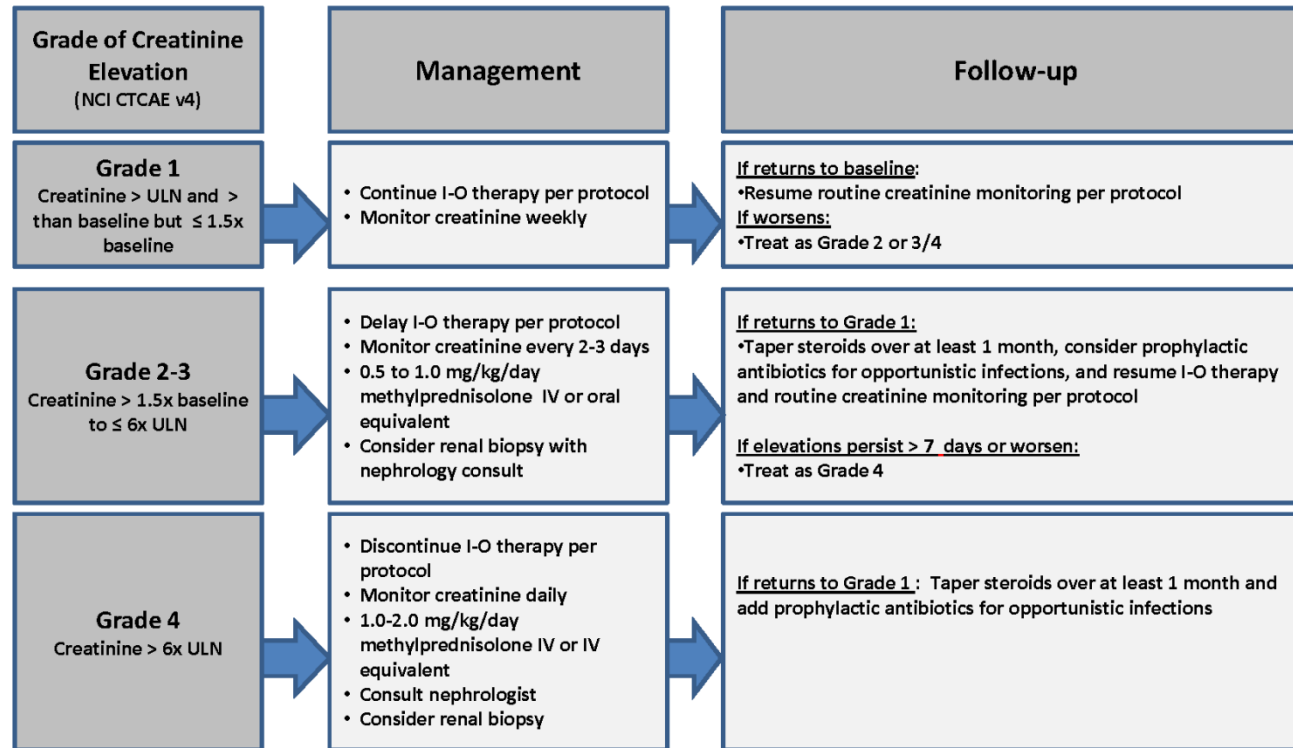 Grade of Creatinine
Elevation
(NCI CTCAE v4)
Management
Follow-up
Grade 1
Creatinine > ULN and >
than baseline but ≤ 1.5x
baseline
• Continue I-O therapy per protocol
• Monitor creatinine weekly
If returns to baseline:
•Resume routine creatinine monitoring per protocol
If worsens:
•Treat as Grade 2 or 3/4
Grade 2-3
Creatinine > 1.5x baseline
to ≤ 6x ULN
• Delay I-O therapy per protocol
• Monitor creatinine every 2-3 days
• 0.5 to 1.0 mg/kg/day
methylprednisolone IV or oral
equivalent
• Consider renal biopsy with
nephrology consult
If returns to Grade 1:
•Taper steroids over at least 1 month, consider prophylactic
antibiotics for opportunistic infections, and resume I-O therapy
and routine creatinine monitoring per protocol
If elevations persist > 7 days or worsen:
•Treat as Grade 4
Grade 4
Creatinine > 6x ULN
• Discontinue I-O therapy per
protocol
• Monitor creatinine daily
• 1.0-2.0 mg/kg/day
methylprednisolone IV or IV
equivalent
• Consult nephrologist
• Consider renal biopsy
If returns to Grade 1 : Taper steroids over at least 1 month and
add prophylactic antibiotics for opportunistic infections